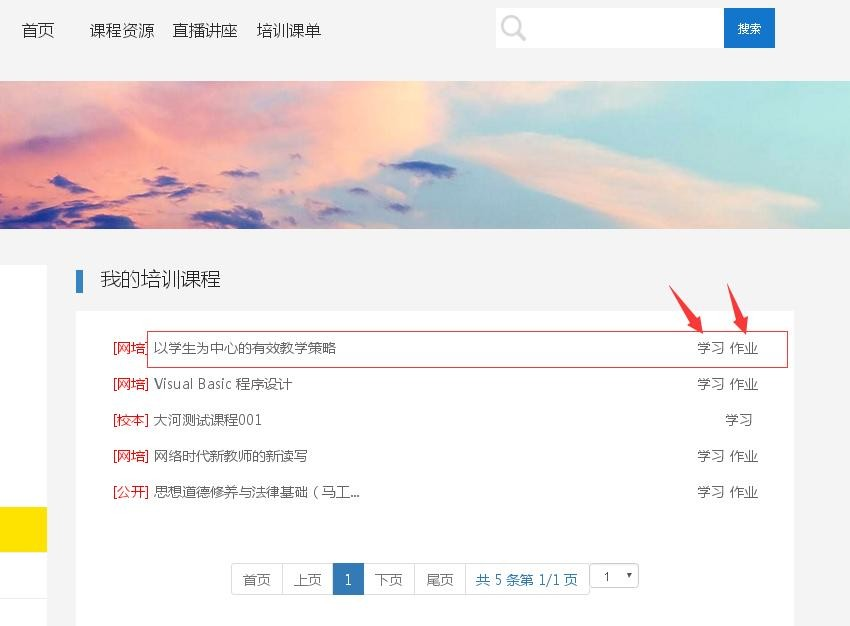 首页 课程资源 直播讲座 培训课单 搜索
我的培训课程
[网培] 以学生为中心的有效教学策略 学习 作业
[网培] Visual Basic 程序设计 学习 作业
[校本] 大河测试课程001 学习
[网培] 网络时代新教师的新读写 学习 作业
[公开] 思想道德修养与法律基础（马工... 学习 作业
首页 上页 1 下页 尾页 共 5 条第 1/1 页 1